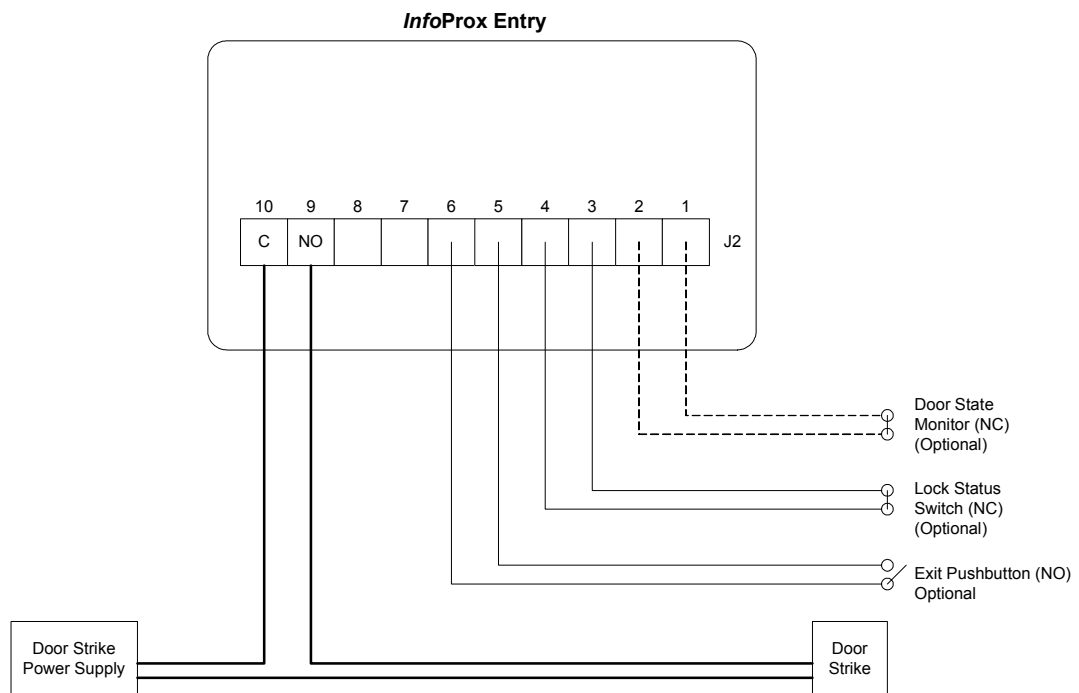 InfoProx Entry
10 9 8 7 6 5 4 3 2 1
C NO
J2
Door State
Monitor (NC)
(Optional)
Lock Status
Switch (NC)
(Optional)
Exit Pushbutton (NO)
Optional
Door Strike
Power Supply
Door
Strike